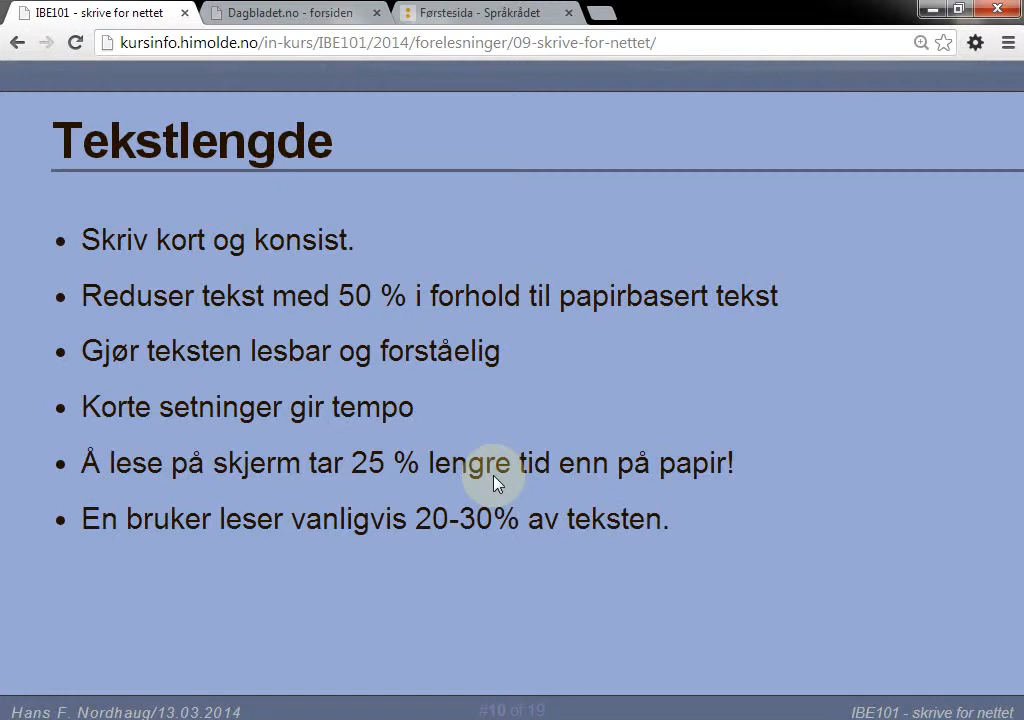 IBE101 - skrive for nettet
Dagbladet.no - forsiden
Førstesida - Språkrådet
kursinfo.himolde.no/in-kurs/IBE101/2014/forelesninger/09-skrive-for-nettet/
Tekstlengde
• Skriv kort og konsist.
• Reduser tekst med 50 % i forhold til papirbasert tekst
• Gjør teksten lesbar og forståelig
• Korte setninger gir tempo
• Å lese på skjerm tar 25 % lengre tid enn på papir!
• En bruker leser vanligvis 20-30% av teksten.
Hans F. Nordhaug/13.03.2014
#10 of 19
IBE101 - skrive for nettet